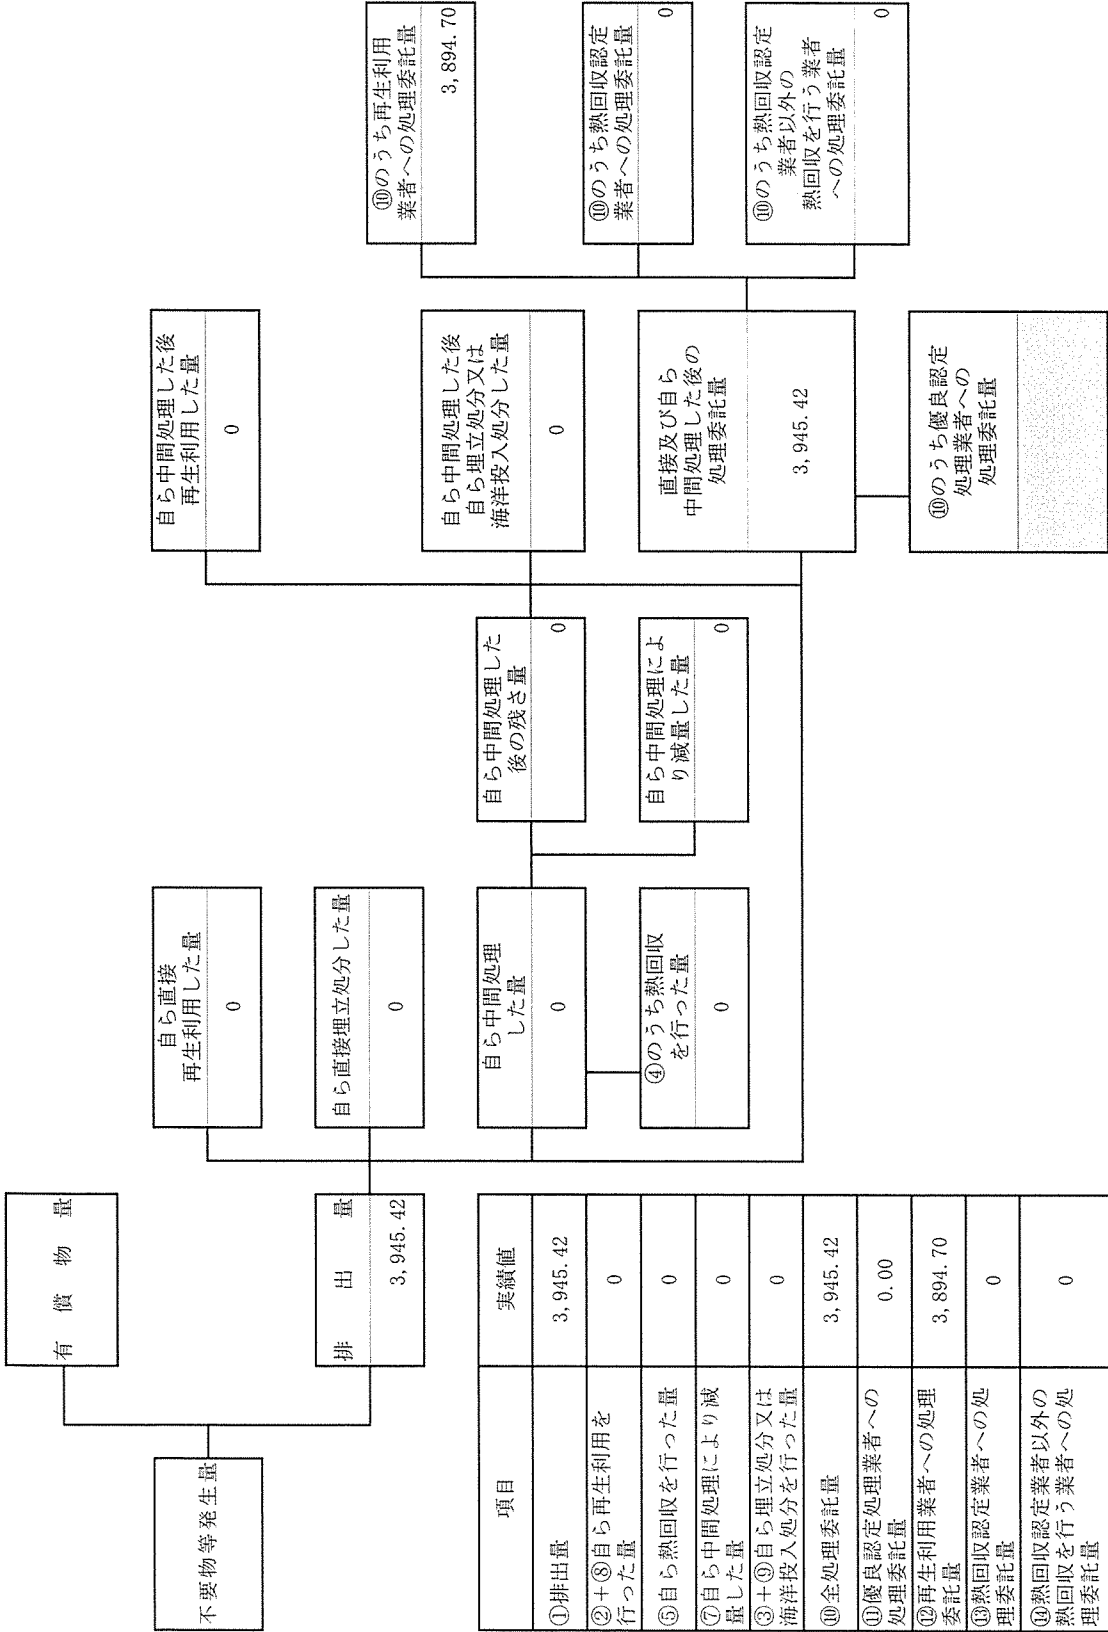 不要物等発生量
有償物量
排出量
3,945.42
自ら直接
再生利用した量
0
自ら直接埋立処分した量
0
自ら中間処理
した量
0
④のうち熱回収
を行った量
0
自ら中間処理した
後の残さ量
0
自ら中間処理によ
り減量した量
0
自ら中間処理した後
再生利用した量
0
自ら中間処理した後
自ら埋立処分又は
海洋投入処分した量
0
直接及び自ら
中間処理した後の
処理委託量
3,945.42
⑩のうち優良認定
処理業者への
処理委託量
⑩のうち再生利用
業者への処理委託量
3,894.70
⑩のうち熱回収認定
業者への処理委託量
0
⑩のうち熱回収認定
業者以外の
熱回収を行う業者
への処理委託量
0
項目 実績値
①排出量 3,945.42
②+⑧自ら再生利用を
行った量 0
⑤自ら熱回収を行った量 0
⑦自ら中間処理により減
量した量 0
③+⑨自ら埋立処分又は
海洋投入処分を行った量 0
⑩全処理委託量 3,945.42
⑪優良認定処理業者への
処理委託量 0.00
⑫再生利用業者への処理
委託量 3,894.70
⑬熱回収認定業者への処
理委託量 0
⑭熱回収認定業者以外の
熱回収を行う業者への処
理委託量 0